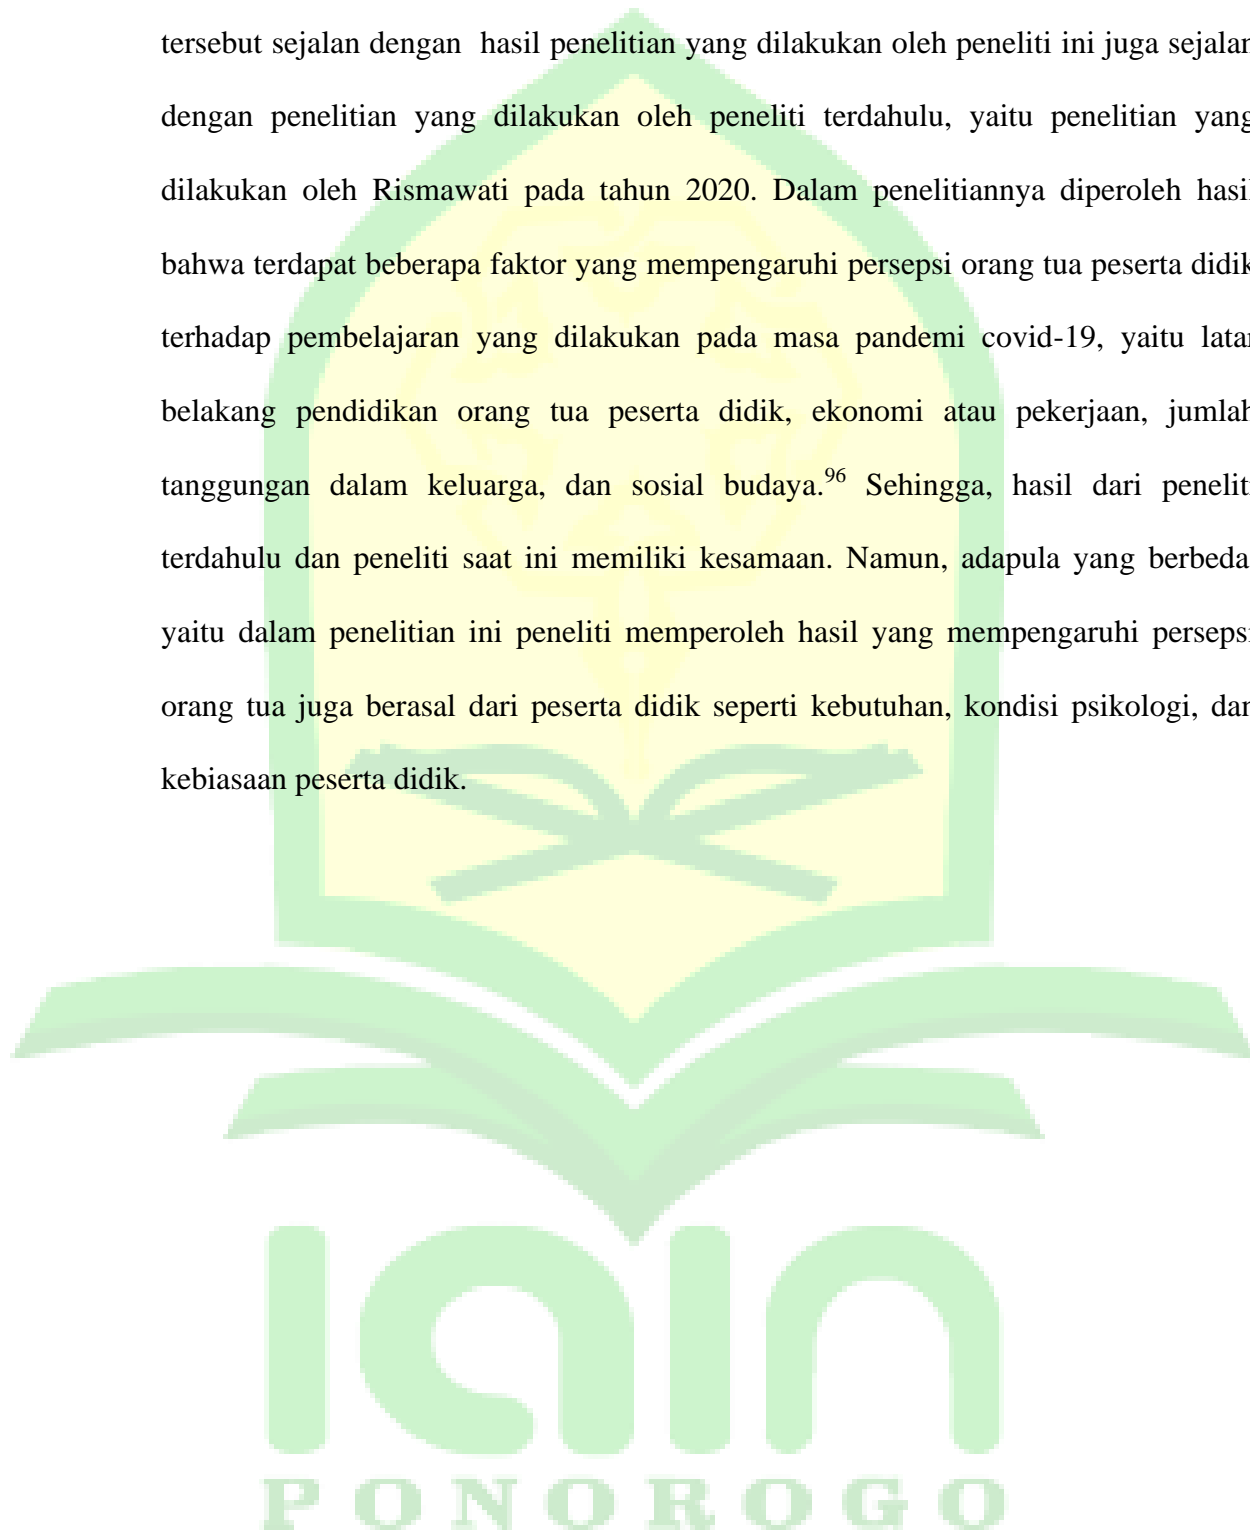 tersebut sejalan dengan hasil penelitian yang dilakukan oleh peneliti ini juga sejalan
dengan penelitian yang dilakukan oleh peneliti terdahulu, yaitu penelitian yang
dilakukan oleh Rismawati pada tahun 2020. Dalam penelitiannya diperoleh hasil
bahwa terdapat beberapa faktor yang mempengaruhi persepsi orang tua peserta didik
terhadap pembelajaran yang dilakukan pada masa pandemi covid-19, yaitu latar
belakang pendidikan orang tua peserta didik, ekonomi atau pekerjaan, jumlah
tanggungan dalam keluarga, dan sosial budaya.96 Sehingga, hasil dari peneliti
terdahulu dan peneliti saat ini memiliki kesamaan. Namun, adapula yang berbeda
yaitu dalam penelitian ini peneliti memperoleh hasil yang mempengaruhi persepsi
orang tua juga berasal dari peserta didik seperti kebutuhan, kondisi psikologi, dan
kebiasaan peserta didik.
iain
PONOROGO